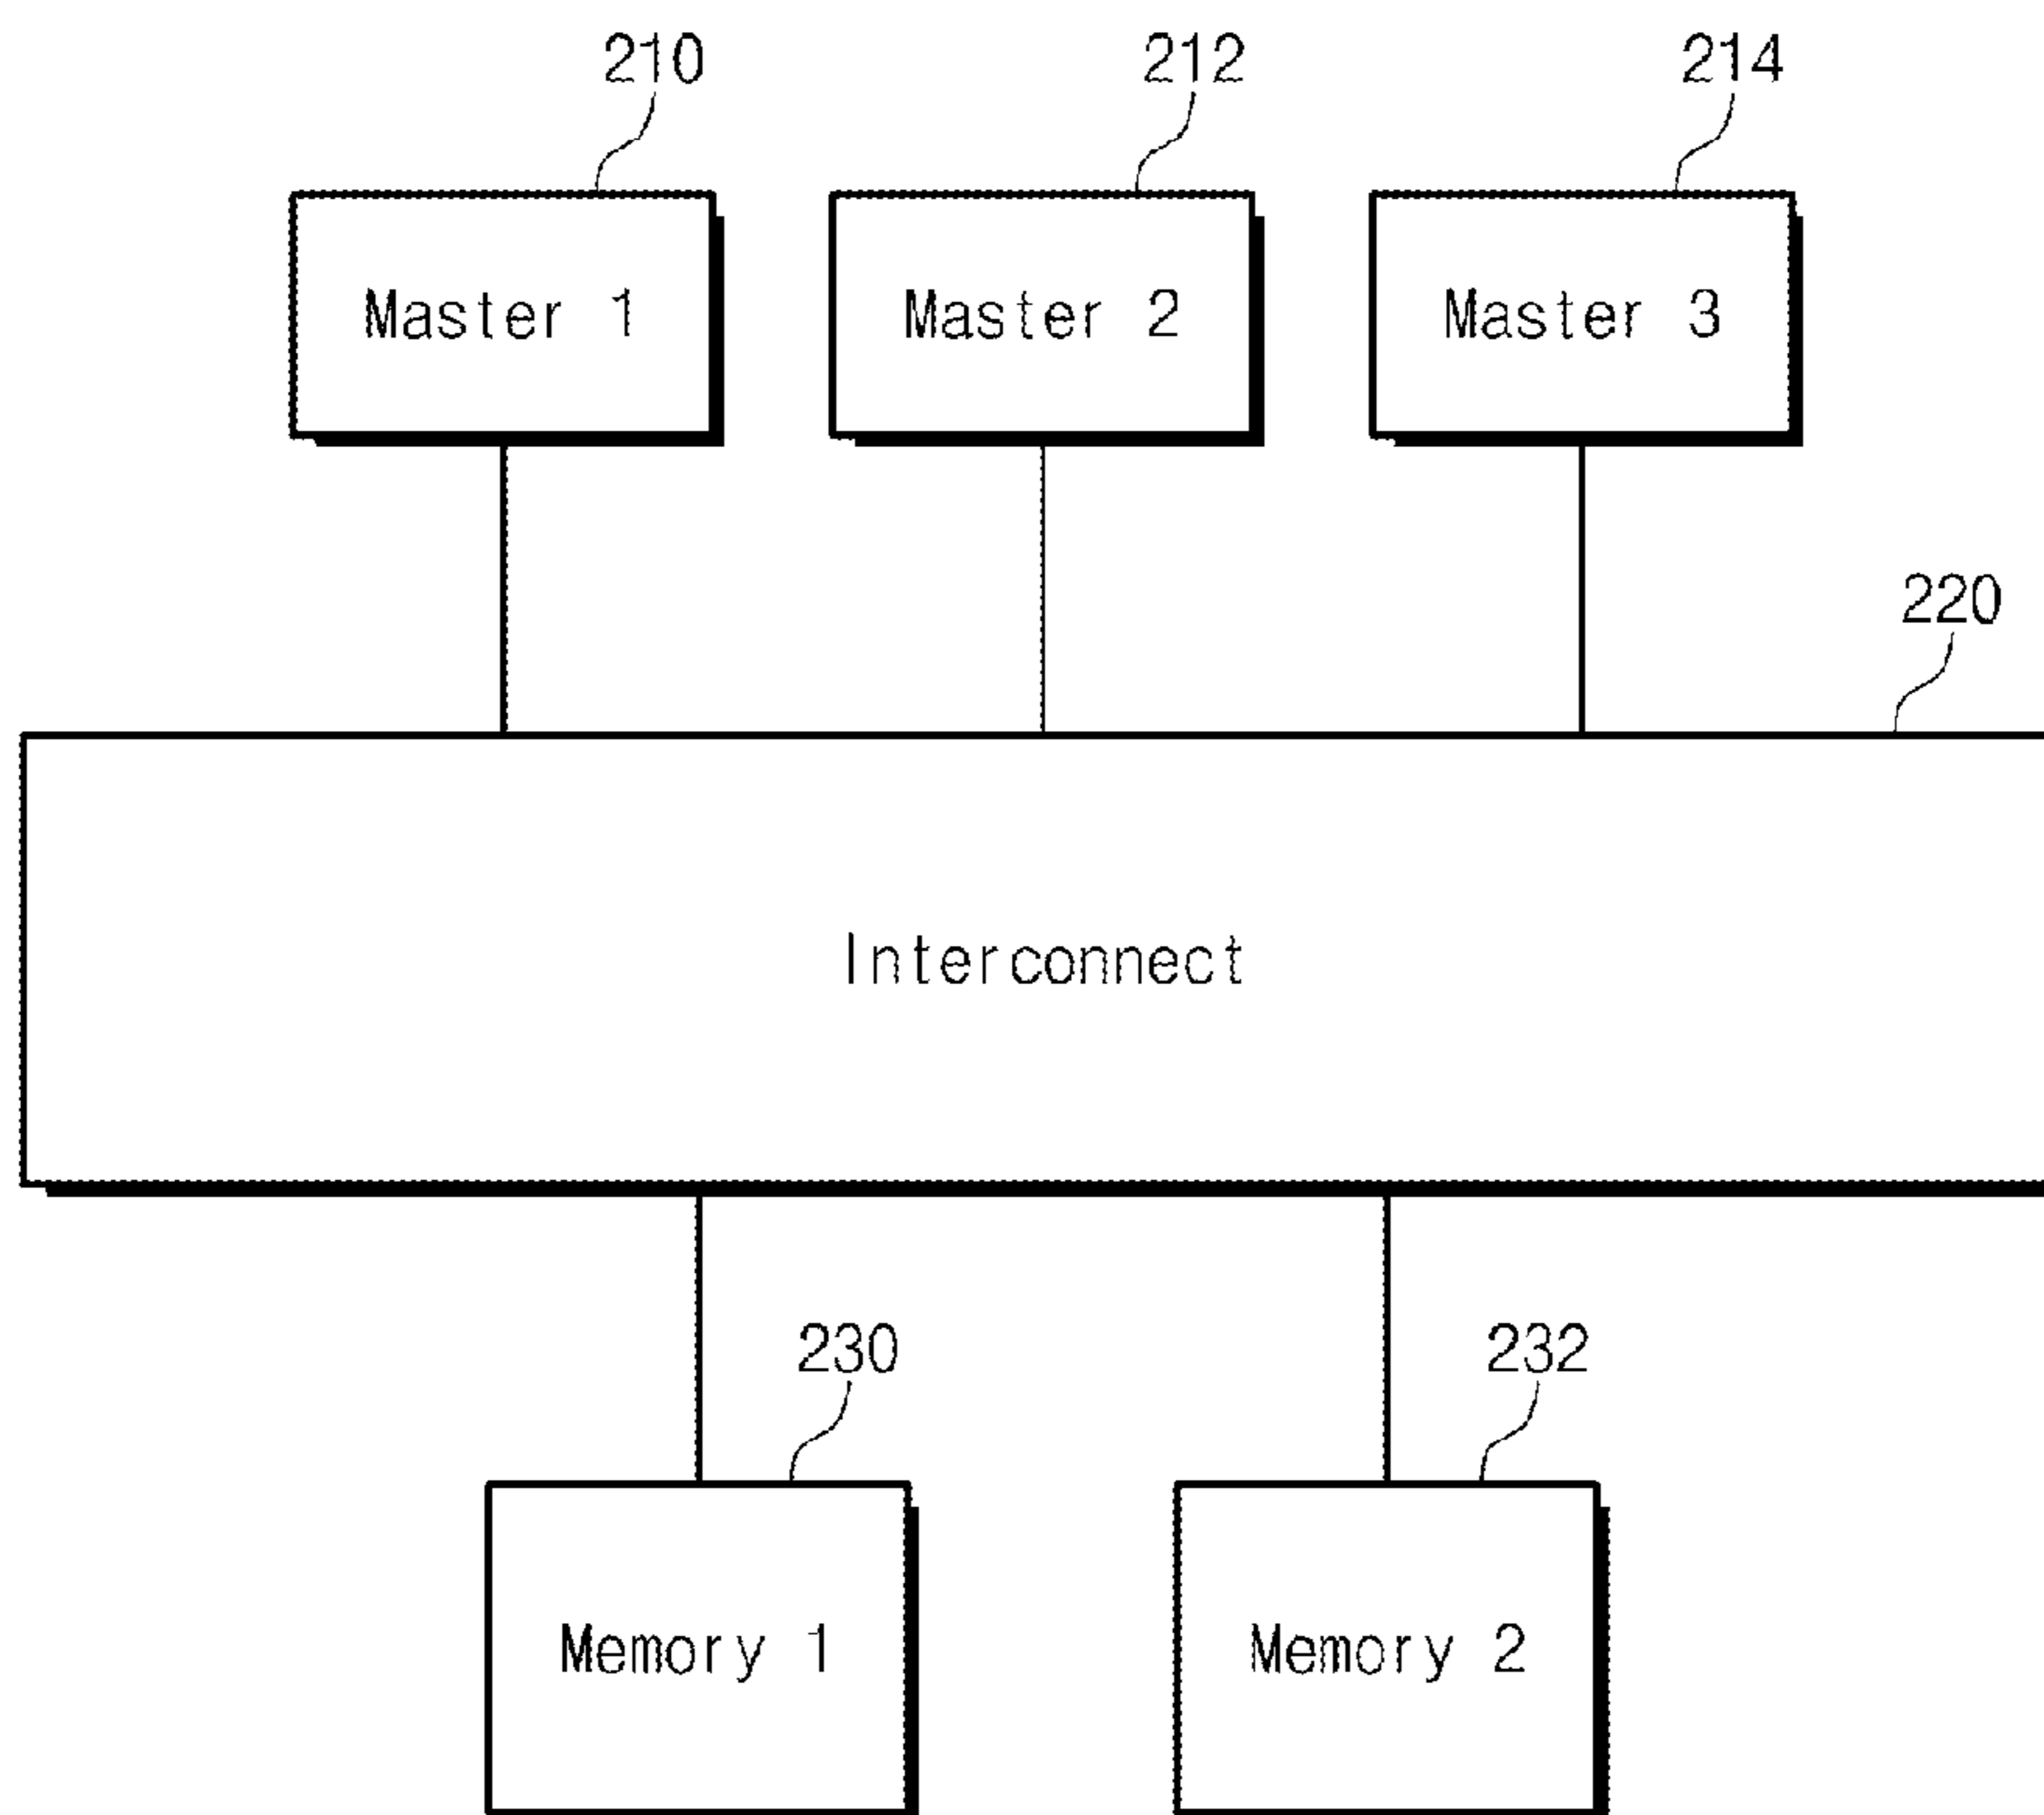 210 212 214
Master 1 Master 2 Master 3
220
Interconnect
230 232
Memory 1 Memory 2